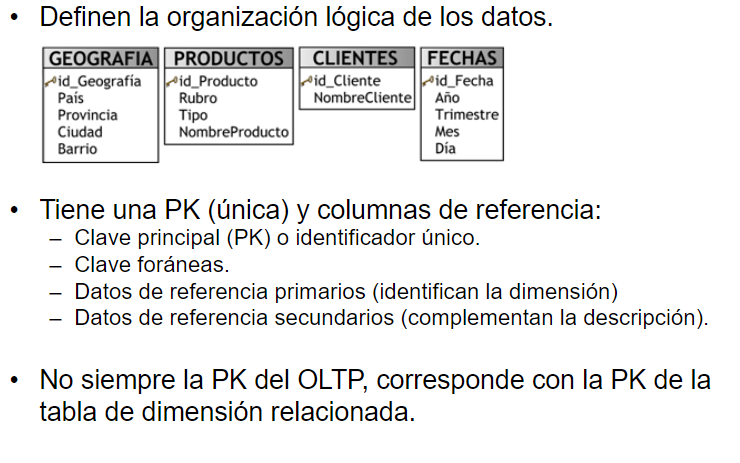 • Definen la organización lógica de los datos.
GEOGRAFIA
id_Geografía
País
Provincia
Ciudad
Barrio
PRODUCTOS
id_Producto
Rubro
Tipo
NombreProducto
CLIENTES
id_Cliente
NombreCliente
FECHAS
id_Fecha
Año
Trimestre
Mes
Día
• Tiene una PK (única) y columnas de referencia:
– Clave principal (PK) o identificador único.
– Clave foráneas.
– Datos de referencia primarios (identifican la dimensión)
– Datos de referencia secundarios (complementan la descripción).
• No siempre la PK del OLTP, corresponde con la PK de la
tabla de dimensión relacionada.